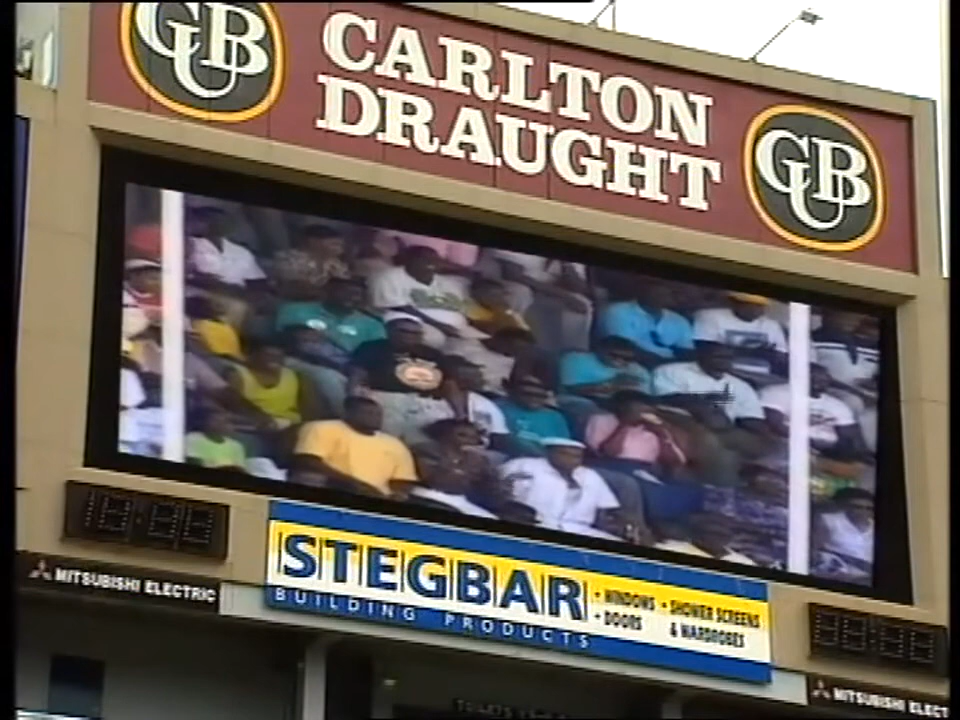 CUB
CARLTON
DRAUGHT
CUB
STEGBAR
BUILDING PRODUCTS
• WINDOWS • SHOWER SCREENS
• DOORS & WARDROBES
MITSUBISHI ELECTRIC
MITSUBISHI ELECT